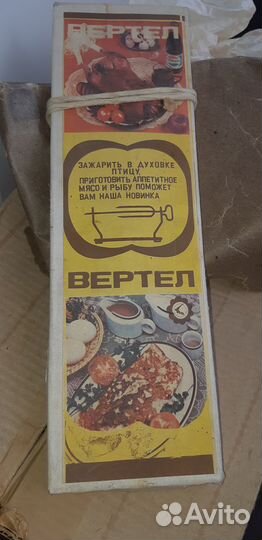 ВЕРТЕЛ
ЗАЖАРИТЬ В ДУХОВКЕ
ПТИЦУ,
ПРИГОТОВИТЬ АППЕТИТНОЕ
МЯСО И РЫБУ ПОМОЖЕТ
ВАМ НАША НОВИНКА
ВЕРТЕЛ
Avito